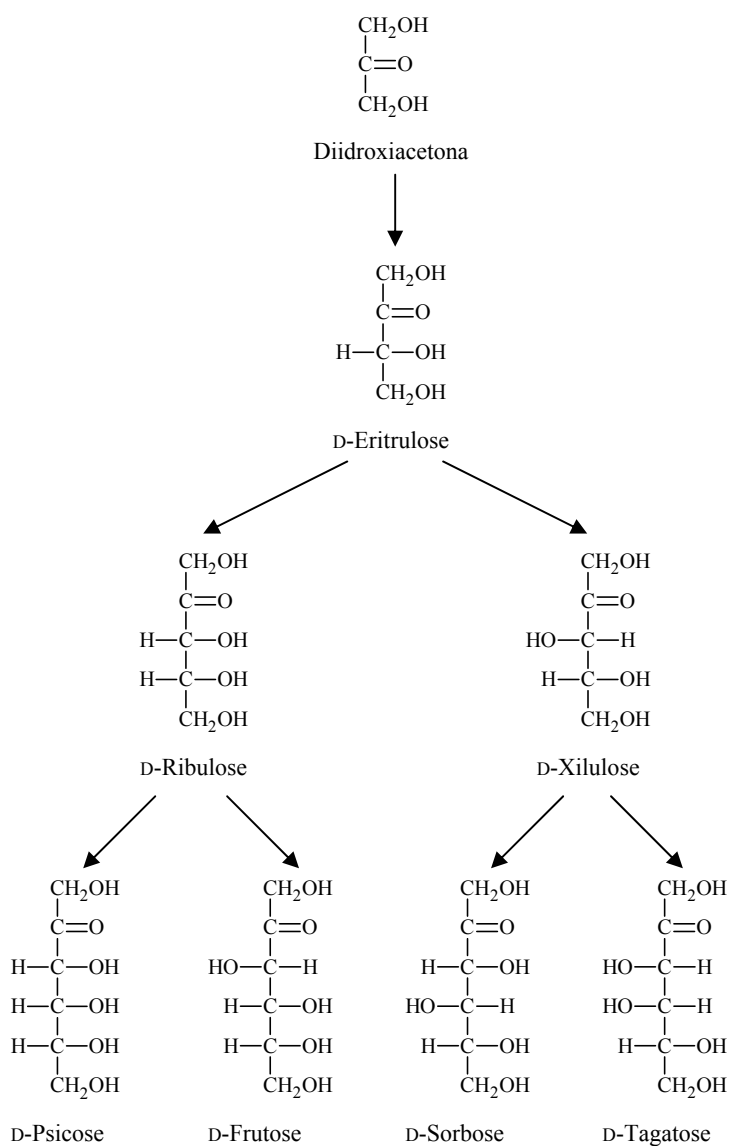 CH2OH
C=O
CH2OH
Diidroxiacetona
CH2OH
C=O
H—C—OH
CH2OH
D-Eritrulose
CH2OH CH2OH
C=O C=O
H—C—OH HO—C—H
H—C—OH H—C—OH
CH2OH CH2OH
D-Ribulose D-Xilulose
CH2OH CH2OH CH2OH CH2OH
C=O C=O C=O C=O
H—C—OH HO—C—H H—C—OH HO—C—H
H—C—OH H—C—OH HO—C—H HO—C—H
H—C—OH H—C—OH H—C—OH H—C—OH
CH2OH CH2OH CH2OH CH2OH
D-Psicose D-Frutose D-Sorbose D-Tagatose